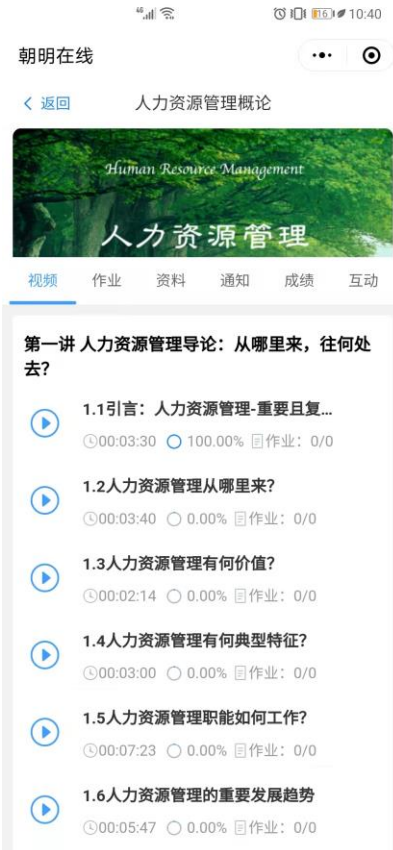 46 16 10:40
朝明在线
返回 人力资源管理概论
Human Resource Management
人力资源管理
视频 作业 资料 通知 成绩 互动
第一讲 人力资源管理导论：从哪里来，往何处
去？
1.1引言：人力资源管理-重要且复...
00:03:30 100.00% 作业：0/0
1.2人力资源管理从哪里来？
00:03:40 0.00% 作业：0/0
1.3人力资源管理有何价值？
00:02:14 0.00% 作业：0/0
1.4人力资源管理有何典型特征？
00:03:00 0.00% 作业：0/0
1.5人力资源管理职能如何工作？
00:07:23 0.00% 作业：0/0
1.6人力资源管理的重要发展趋势
00:05:47 0.00% 作业：0/0